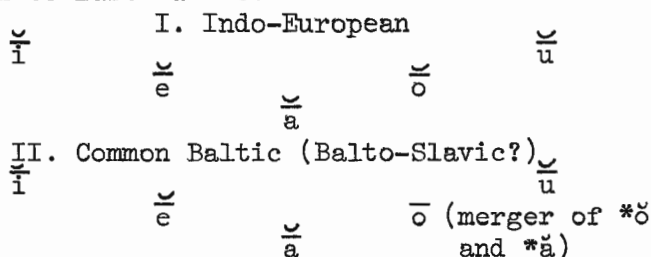 I. Indo-European
ī̆ ū̆
ē̆ ō̆
ā̆
II. Common Baltic (Balto-Slavic?)
ī̆ ū̆
ē̆ ō (merger of *ŏ
ā̆ and *ă)